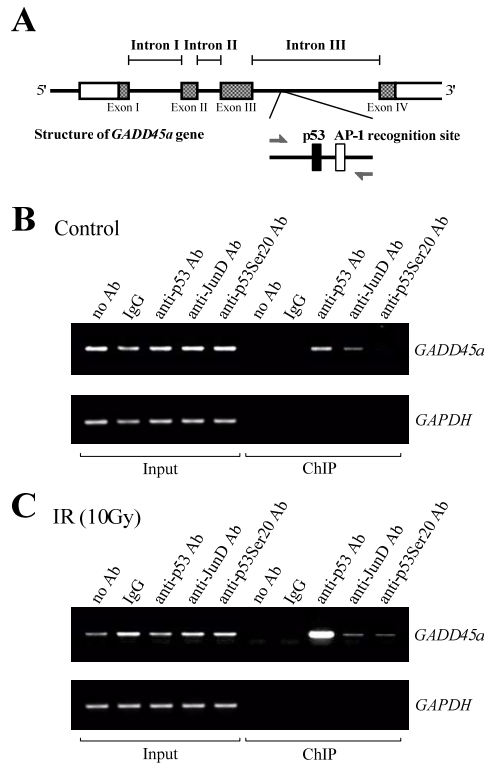 A
Intron I Intron II Intron III
5' 3'
Exon I Exon II Exon III Exon IV
Structure of GADD45a gene
p53 AP-1 recognition site
B Control
no Ab IgG anti-p53 Ab anti-JunD Ab anti-p53Ser20 Ab no Ab IgG anti-p53 Ab anti-JunD Ab anti-p53Ser20 Ab
GADD45a
GAPDH
Input ChIP
C IR (10Gy)
no Ab IgG anti-p53 Ab anti-JunD Ab anti-p53Ser20 Ab no Ab IgG anti-p53 Ab anti-JunD Ab anti-p53Ser20 Ab
GADD45a
GAPDH
Input ChIP